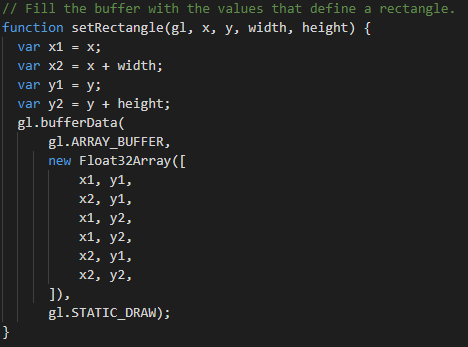 // Fill the buffer with the values that define a rectangle.
function setRectangle(gl, x, y, width, height) {
  var x1 = x;
  var x2 = x + width;
  var y1 = y;
  var y2 = y + height;
  gl.bufferData(
      gl.ARRAY_BUFFER,
      new Float32Array([
          x1, y1,
          x2, y1,
          x1, y2,
          x1, y2,
          x2, y1,
          x2, y2,
      ]),
      gl.STATIC_DRAW);
}